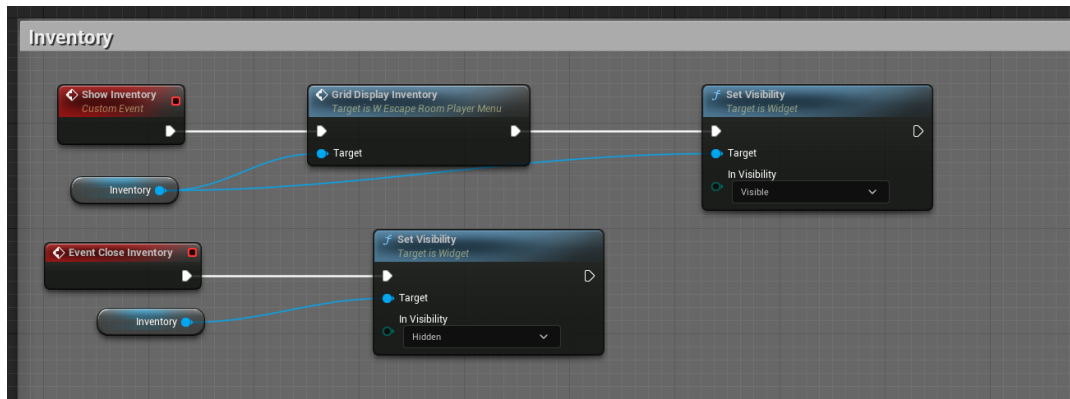 Inventory
Show Inventory
Custom Event
Grid Display Inventory
Target is W Escape Room Player Menu
Target
Set Visibility
Target is Widget
Target
In Visibility
Visible
Inventory
Event Close Inventory
Set Visibility
Target is Widget
Target
In Visibility
Hidden
Inventory